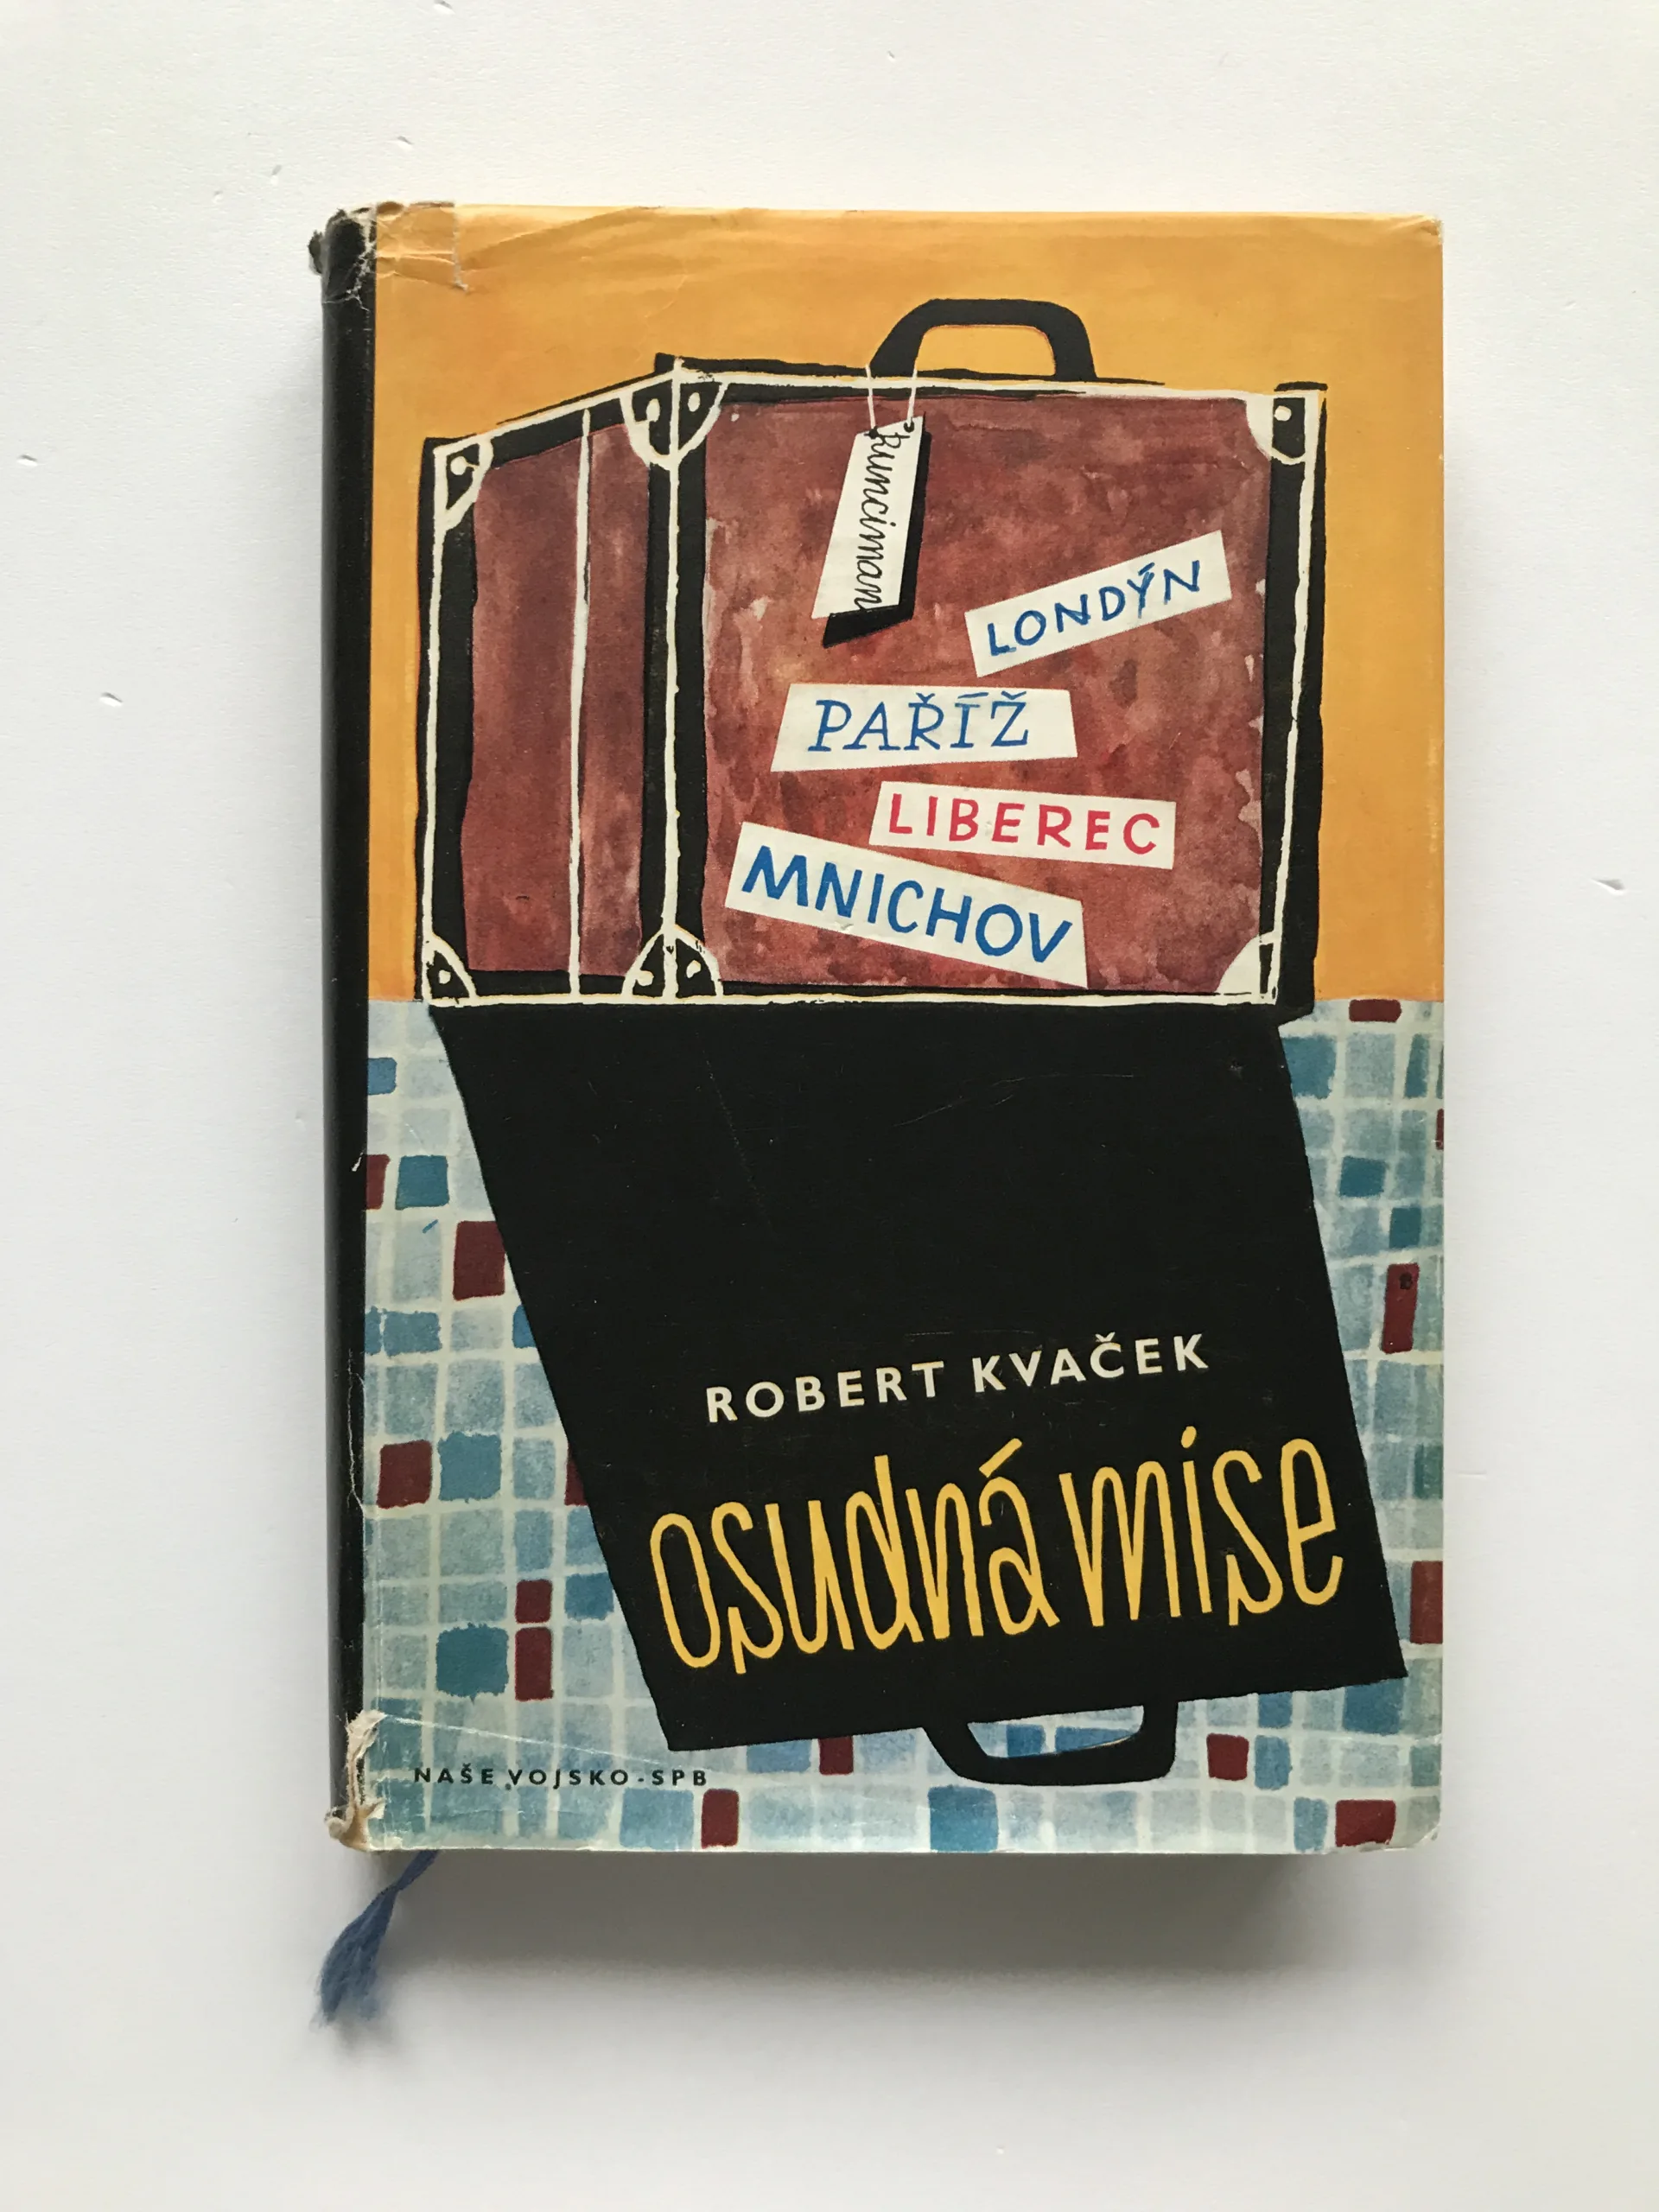 Runciman
LONDÝN
PAŘÍŽ
LIBEREC
MNICHOV
ROBERT KVAČEK
osudná mise
NAŠE VOJSKO-SPB